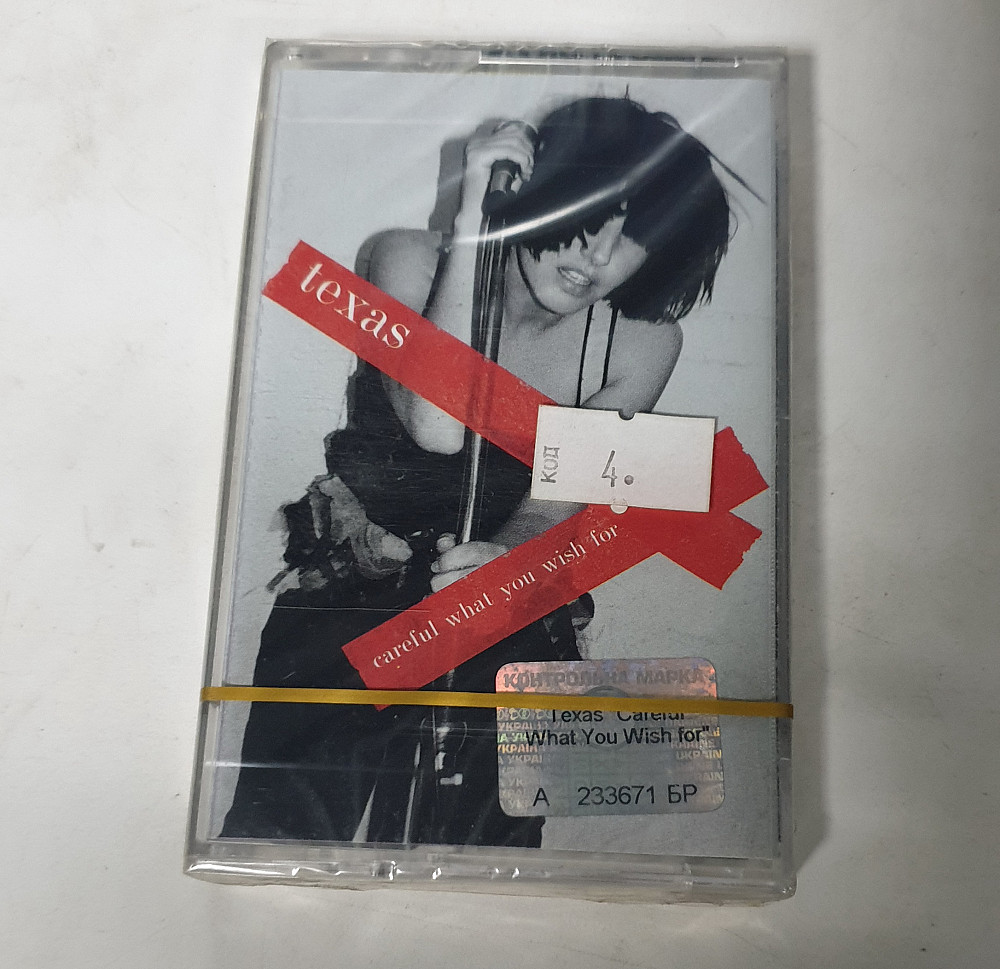 texas
код
4.
careful what you wish for
КОНТРОЛЬНА МАРКА
Texas "Careful
What You Wish for"
А 233671 БР